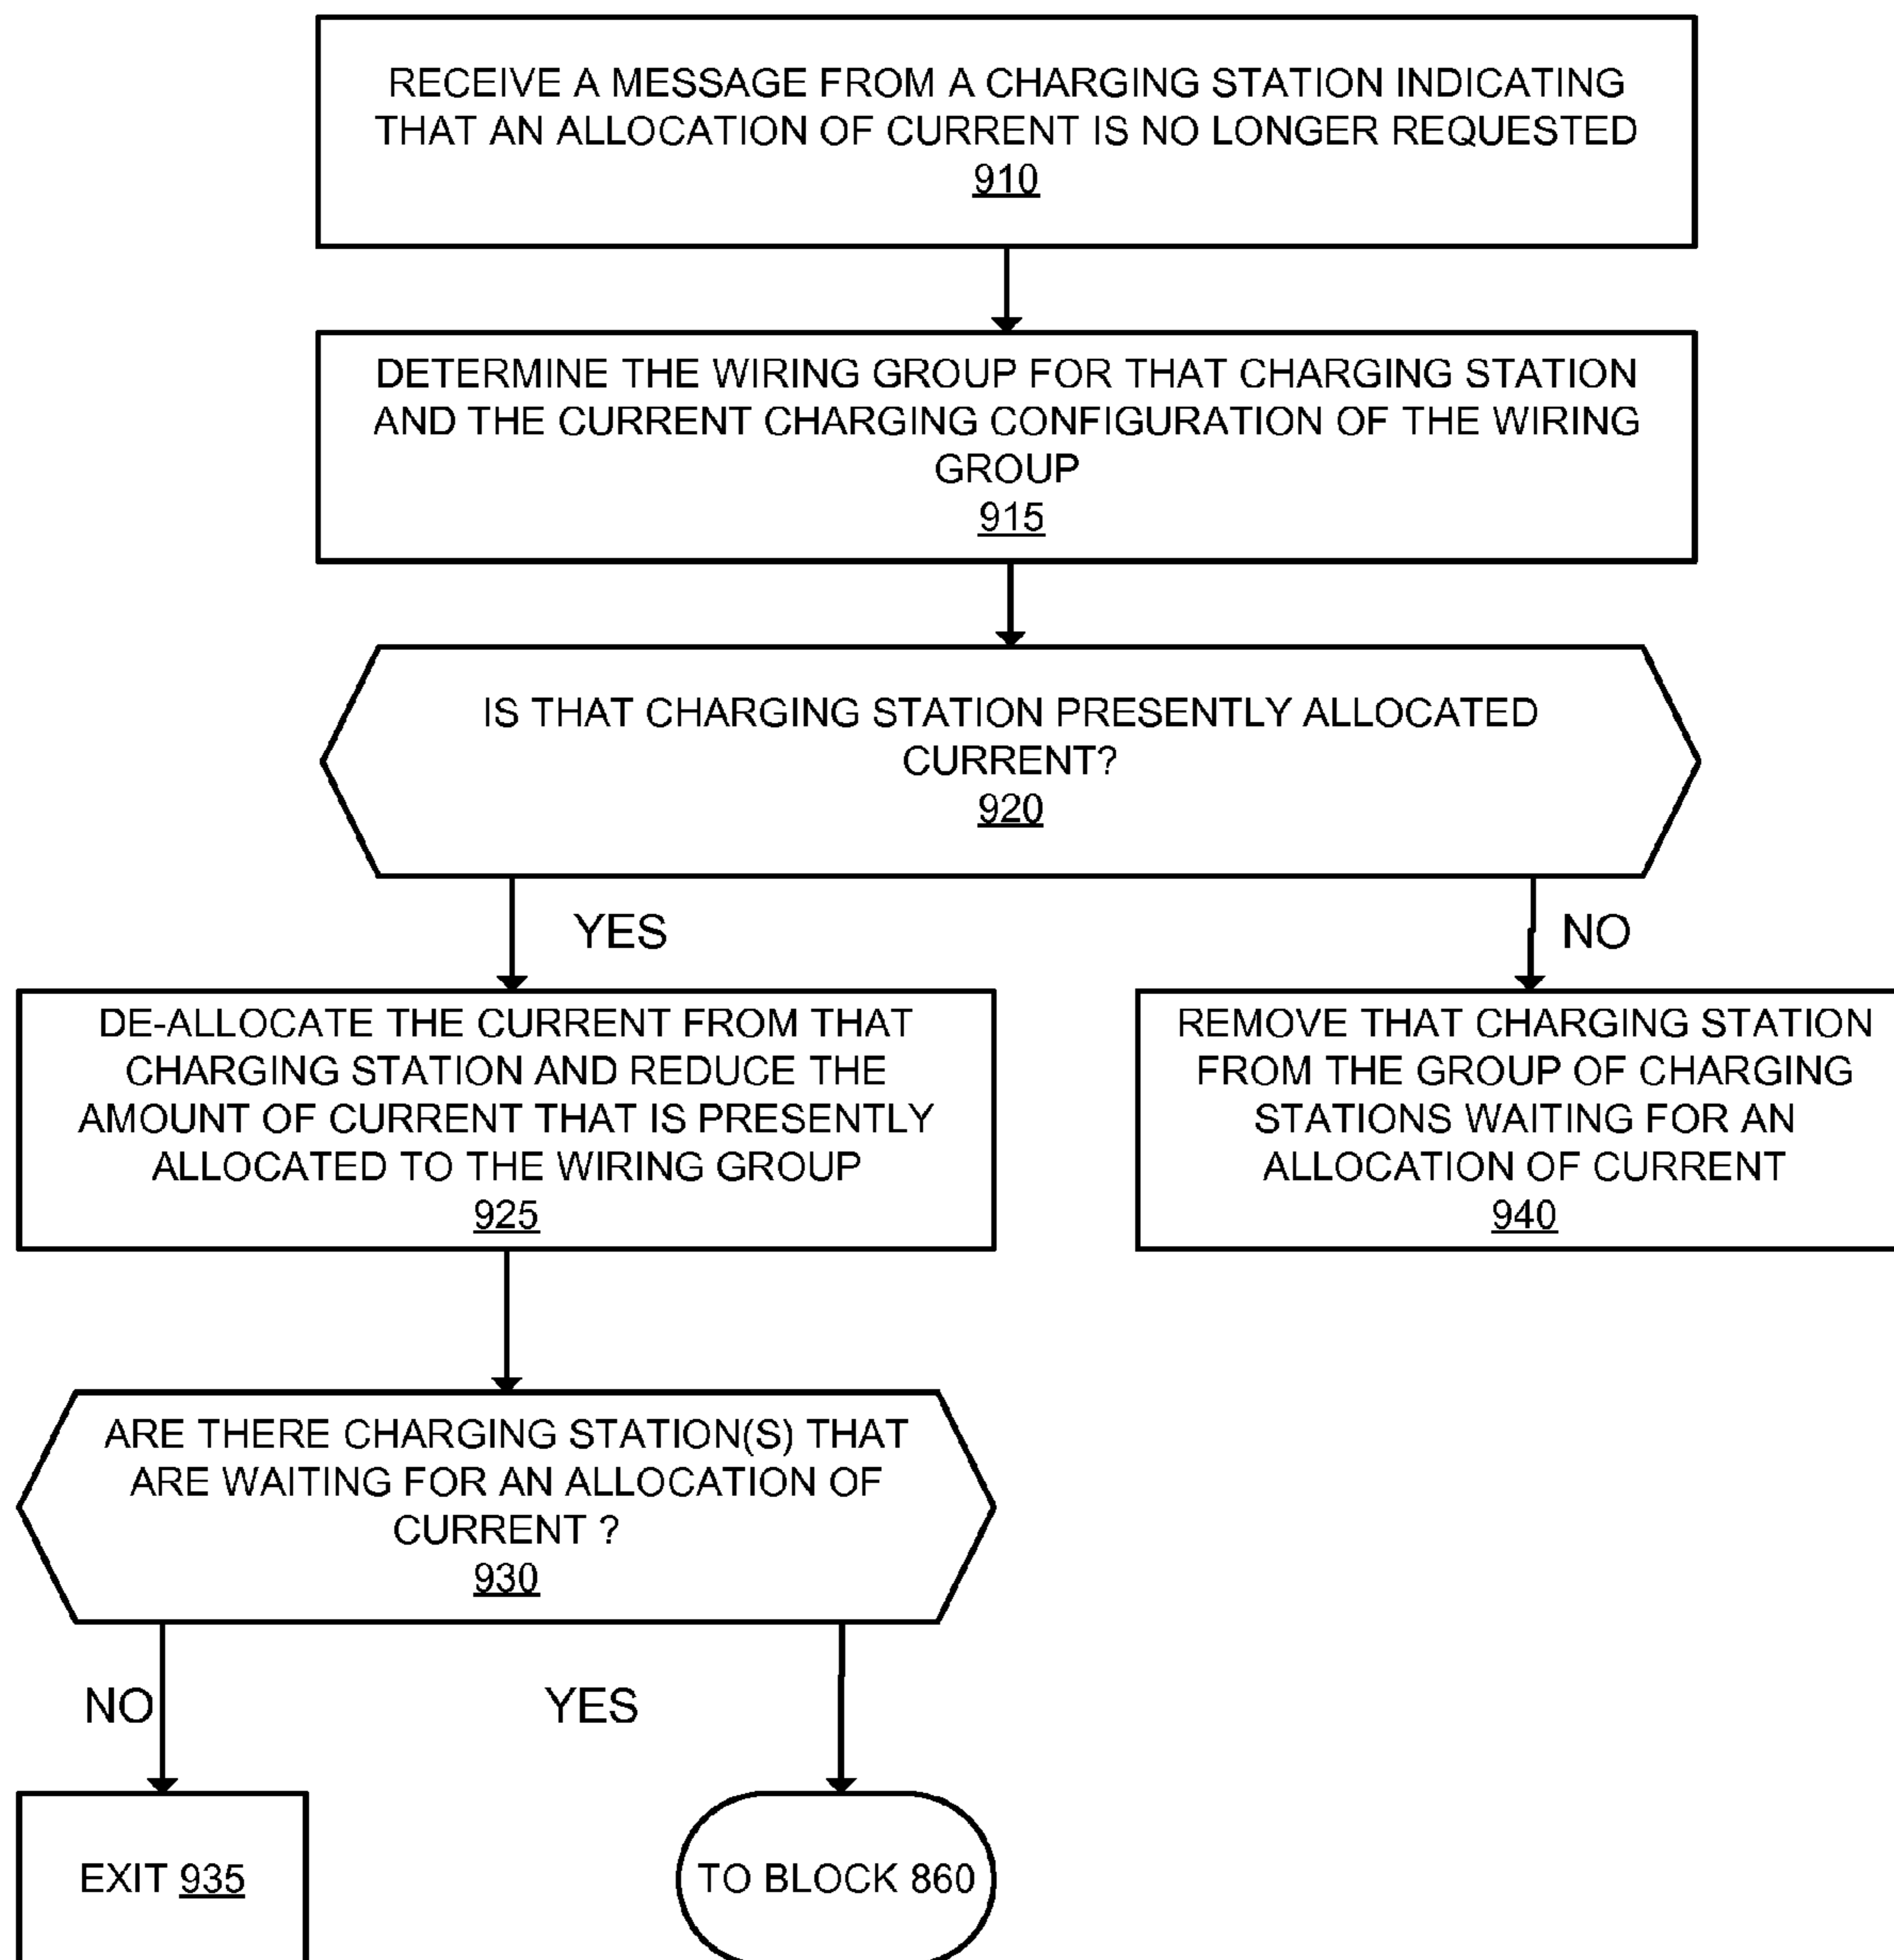 RECEIVE A MESSAGE FROM A CHARGING STATION INDICATING
THAT AN ALLOCATION OF CURRENT IS NO LONGER REQUESTED
910
DETERMINE THE WIRING GROUP FOR THAT CHARGING STATION
AND THE CURRENT CHARGING CONFIGURATION OF THE WIRING
GROUP
915
IS THAT CHARGING STATION PRESENTLY ALLOCATED
CURRENT?
920
YES
NO
DE-ALLOCATE THE CURRENT FROM THAT
CHARGING STATION AND REDUCE THE
AMOUNT OF CURRENT THAT IS PRESENTLY
ALLOCATED TO THE WIRING GROUP
925
REMOVE THAT CHARGING STATION
FROM THE GROUP OF CHARGING
STATIONS WAITING FOR AN
ALLOCATION OF CURRENT
940
ARE THERE CHARGING STATION(S) THAT
ARE WAITING FOR AN ALLOCATION OF
CURRENT ?
930
NO
YES
EXIT 935
TO BLOCK 860